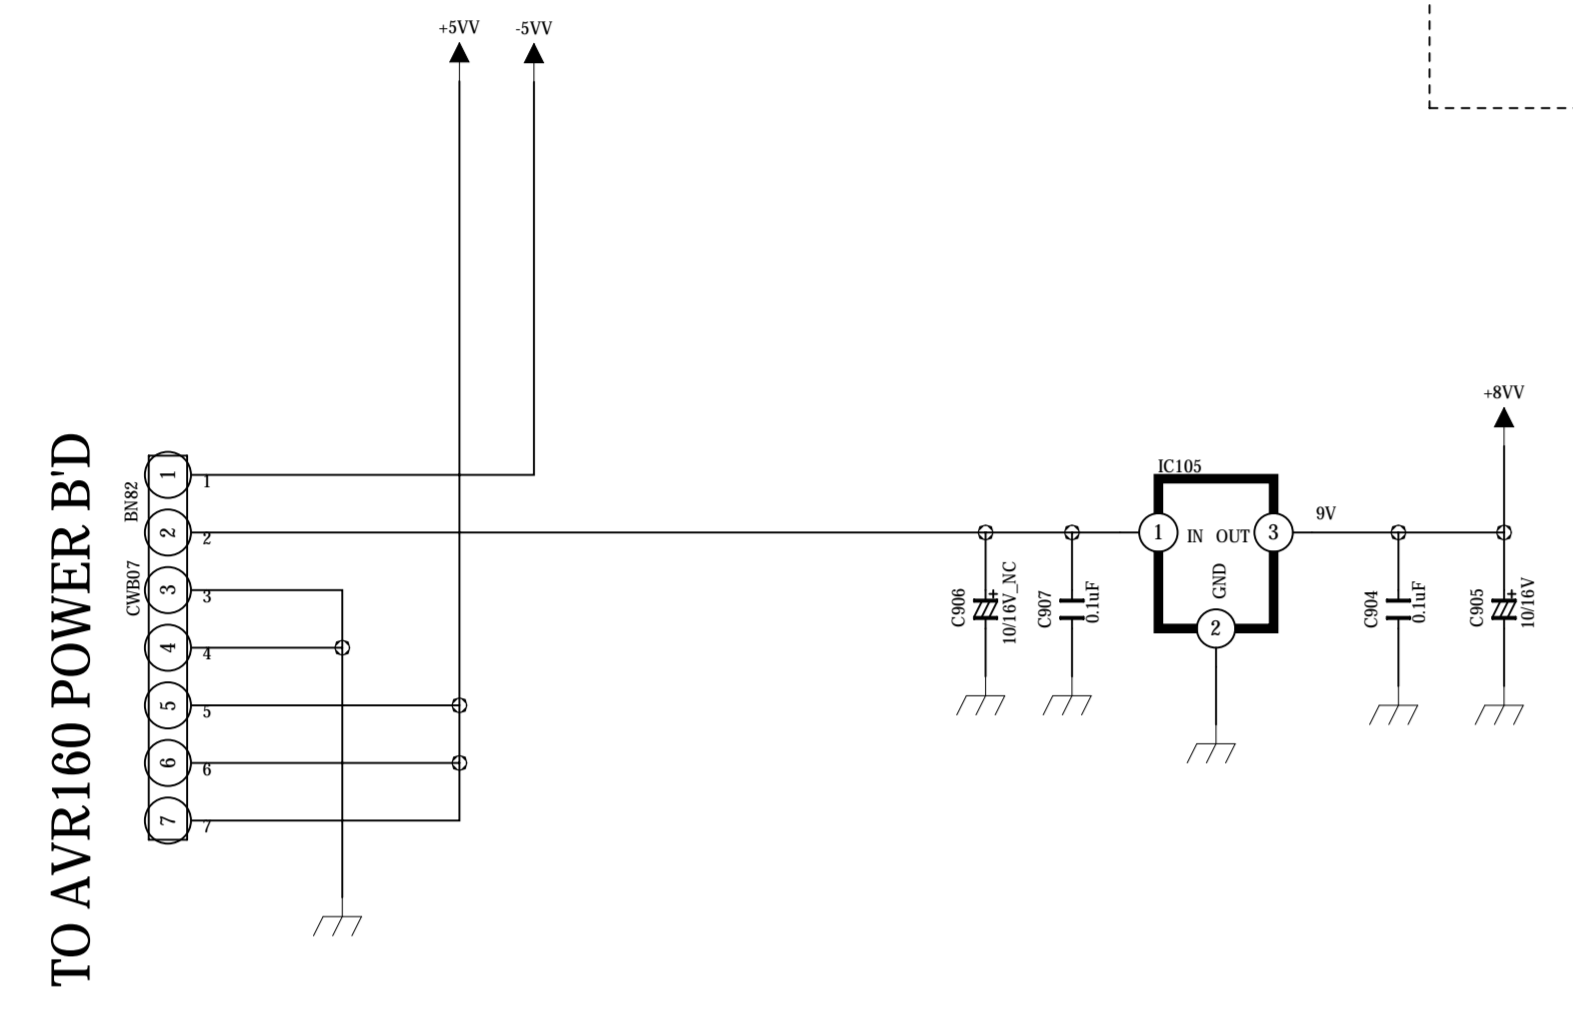 +5VV
-5VV
+8VV
TO AVR160 POWER B'D
BN82
CWB07
1
1
2
2
3
3
4
4
5
5
6
6
7
7
C906
10/16V_NC
C907
0.1uF
IC105
1
IN
OUT
3
GND
2
9V
C904
0.1uF
C905
10/16V
+
+